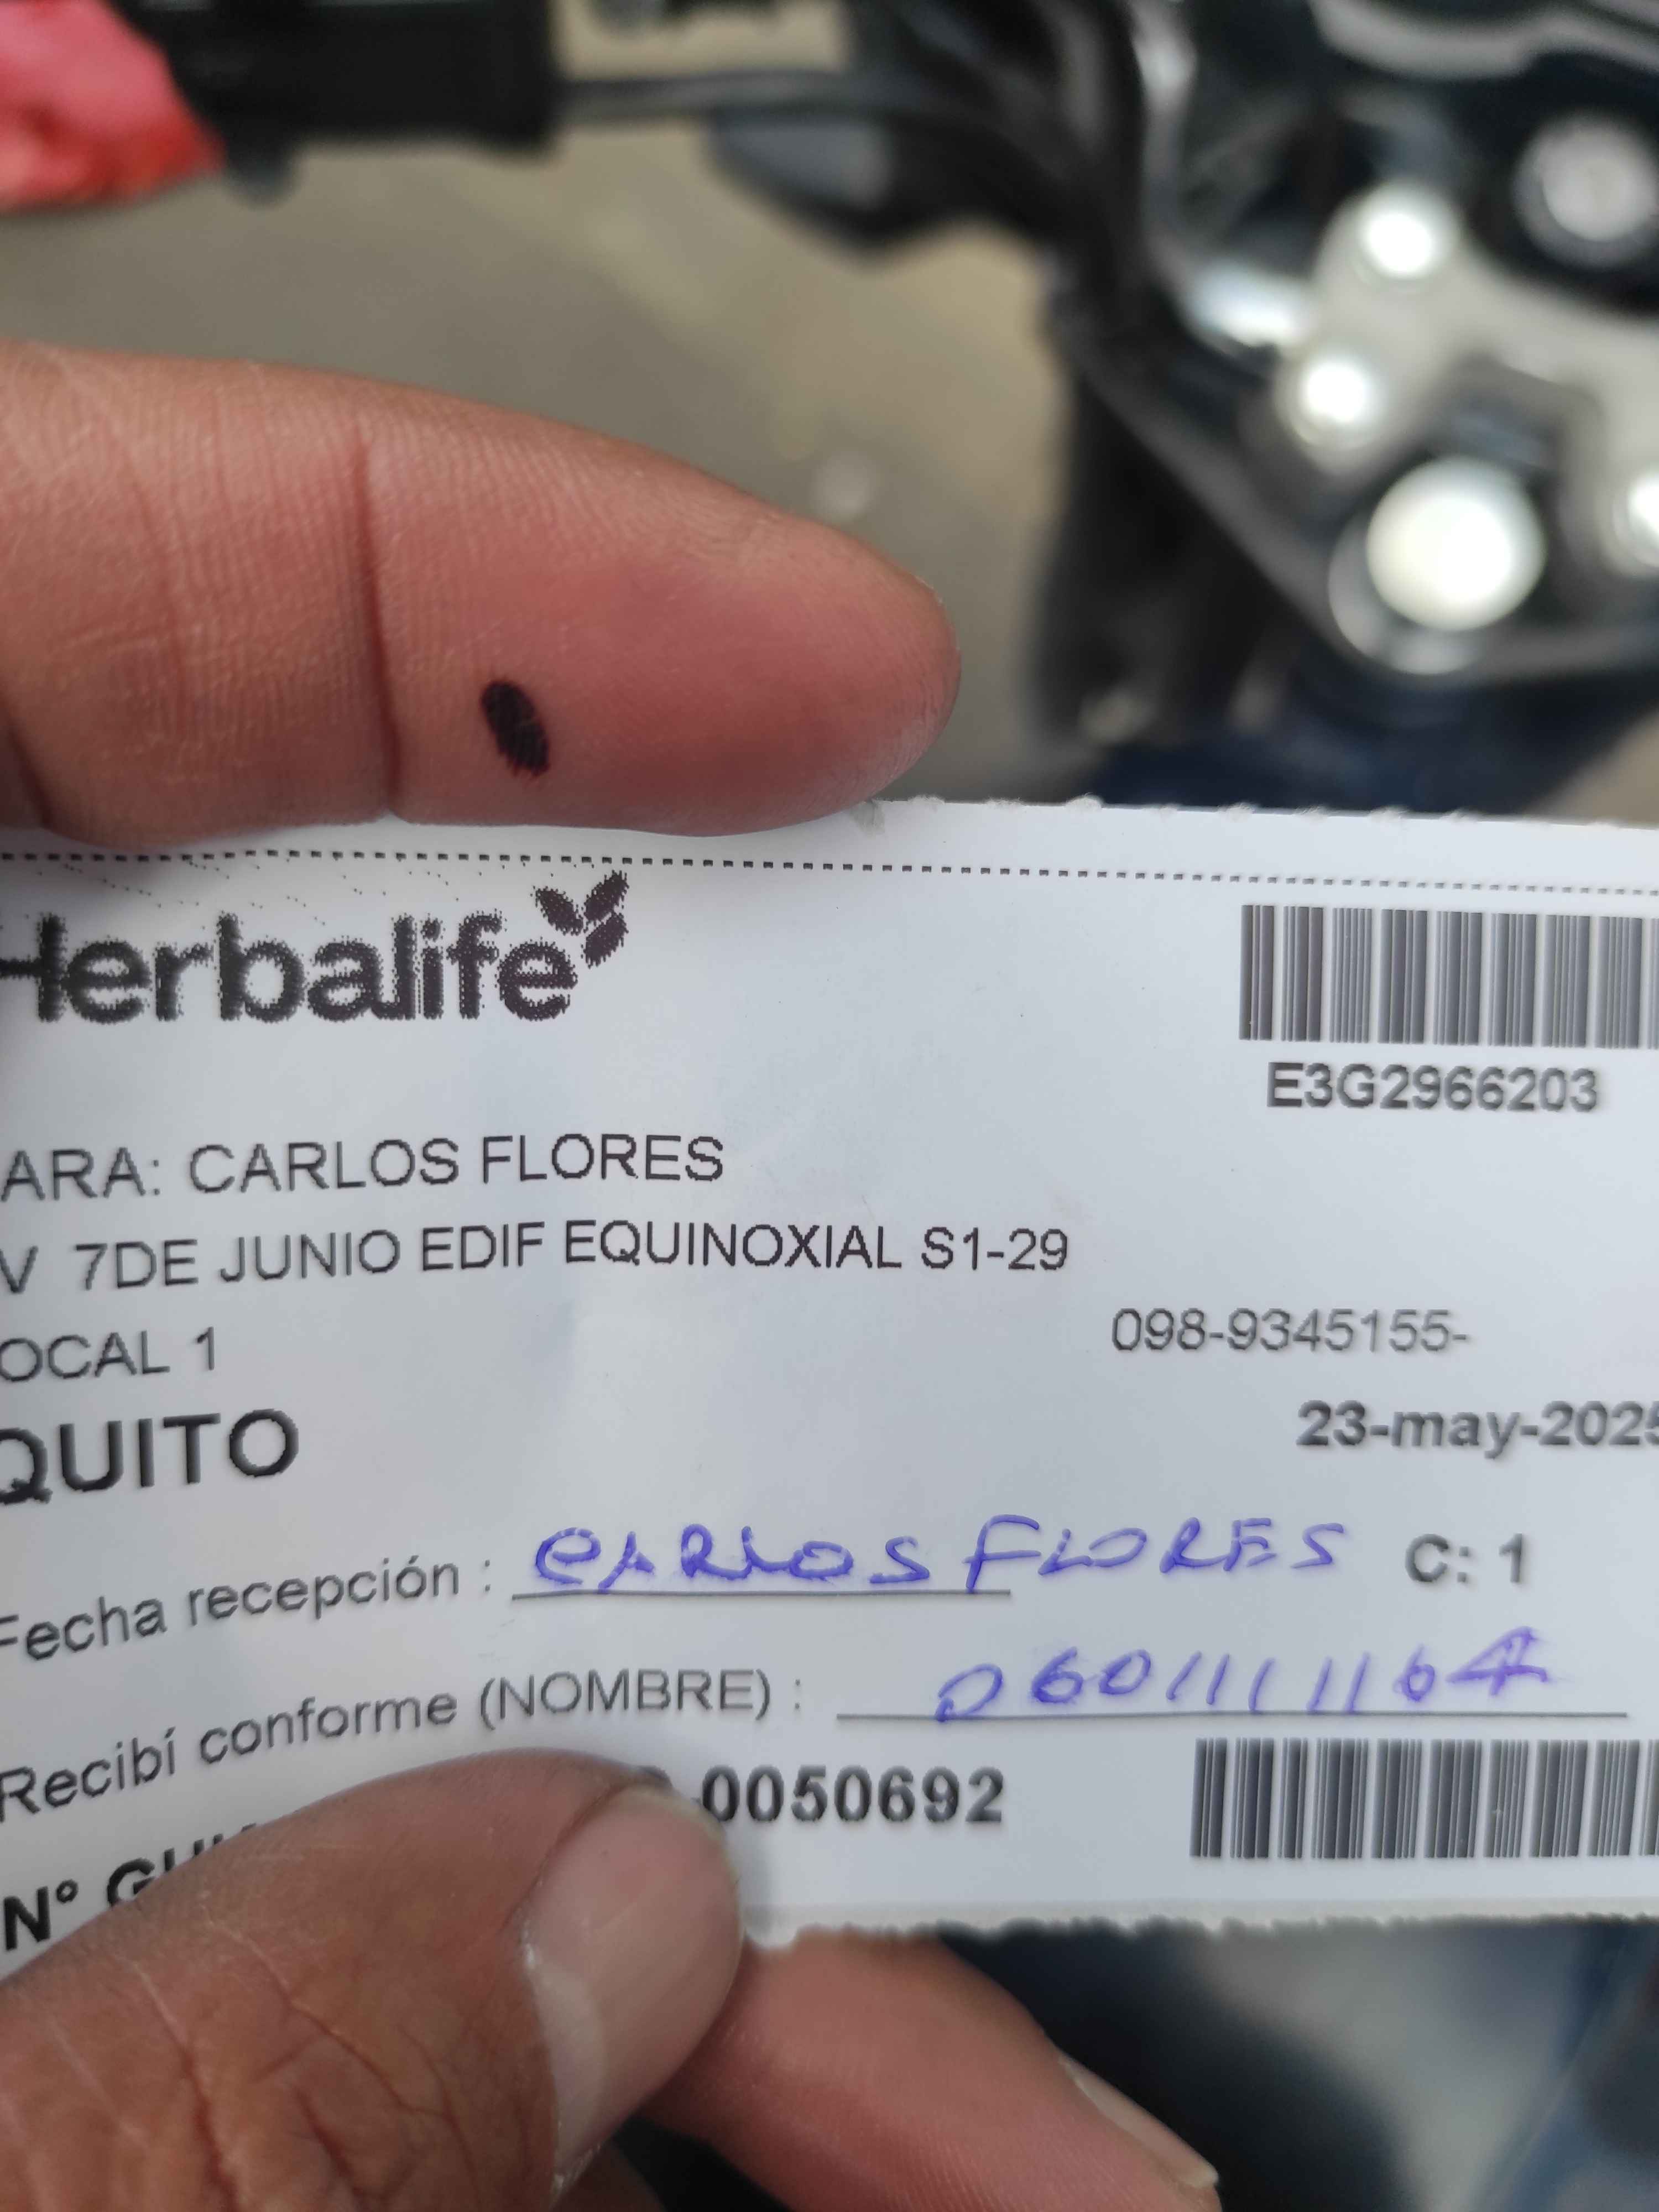 Herbalife
E3G2966203
ARA: CARLOS FLORES
V 7DE JUNIO EDIF EQUINOXIAL S1-29
OCAL 1
098-9345155-
QUITO
23-may-2025
Fecha recepción : CARLOS FLORES C: 1
Recibí conforme (NOMBRE) :
Nº
-0050692